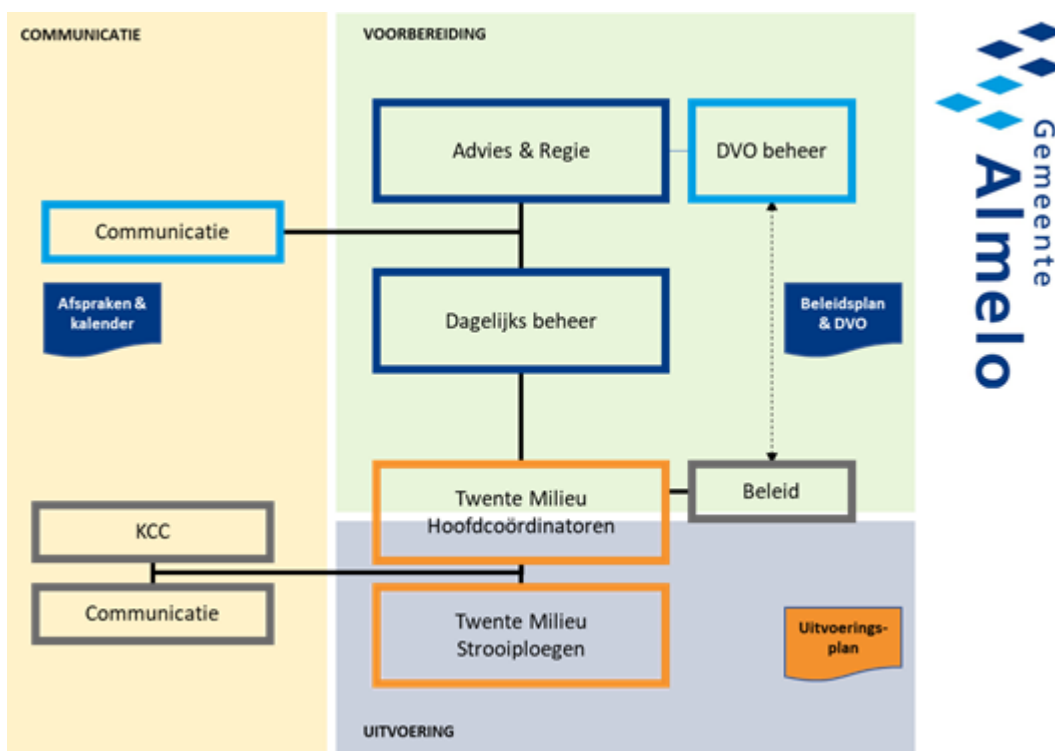 COMMUNICATIE
VOORBEREIDING
Advies & Regie
DVO beheer
Communicatie
Afspraken &
kalender
Dagelijks beheer
Beleidsplan
& DVO
Twente Milieu
Hoofdcoördinatoren
Beleid
KCC
Communicatie
Twente Milieu
Strooiploegen
Uitvoerings-
plan
UITVOERING
Gemeente
Almelo